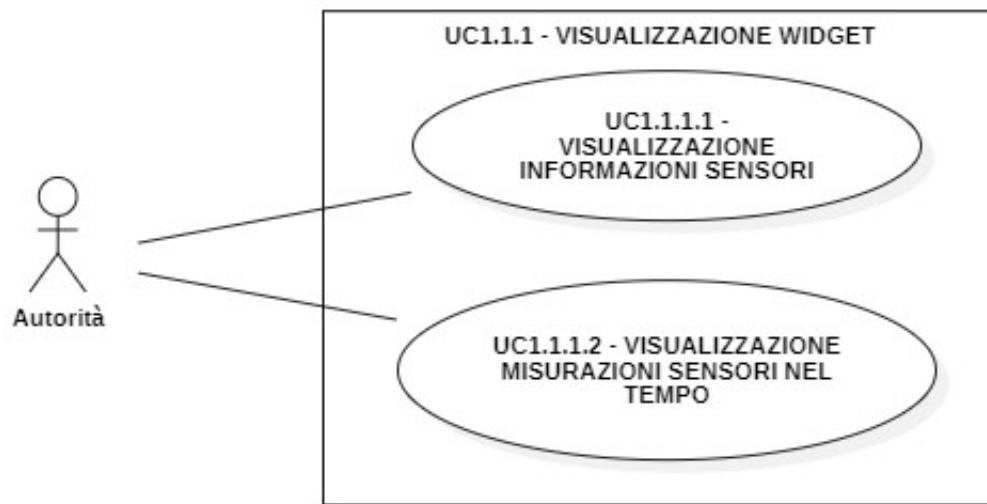 UC1.1.1 - VISUALIZZAZIONE WIDGET
UC1.1.1.1 -
VISUALIZZAZIONE
INFORMAZIONI SENSORI
Autorità
UC1.1.1.2 - VISUALIZZAZIONE
MISURAZIONI SENSORI NEL
TEMPO